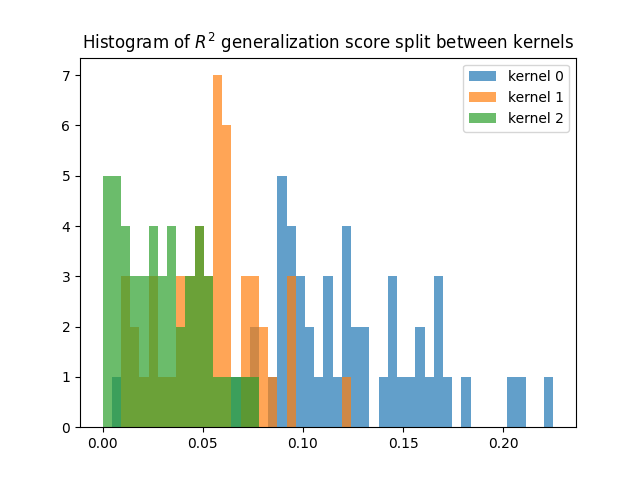 Histogram of R² generalization score split between kernels
kernel 0
kernel 1
kernel 2
7
6
5
4
3
2
1
0
0.00 0.05 0.10 0.15 0.20